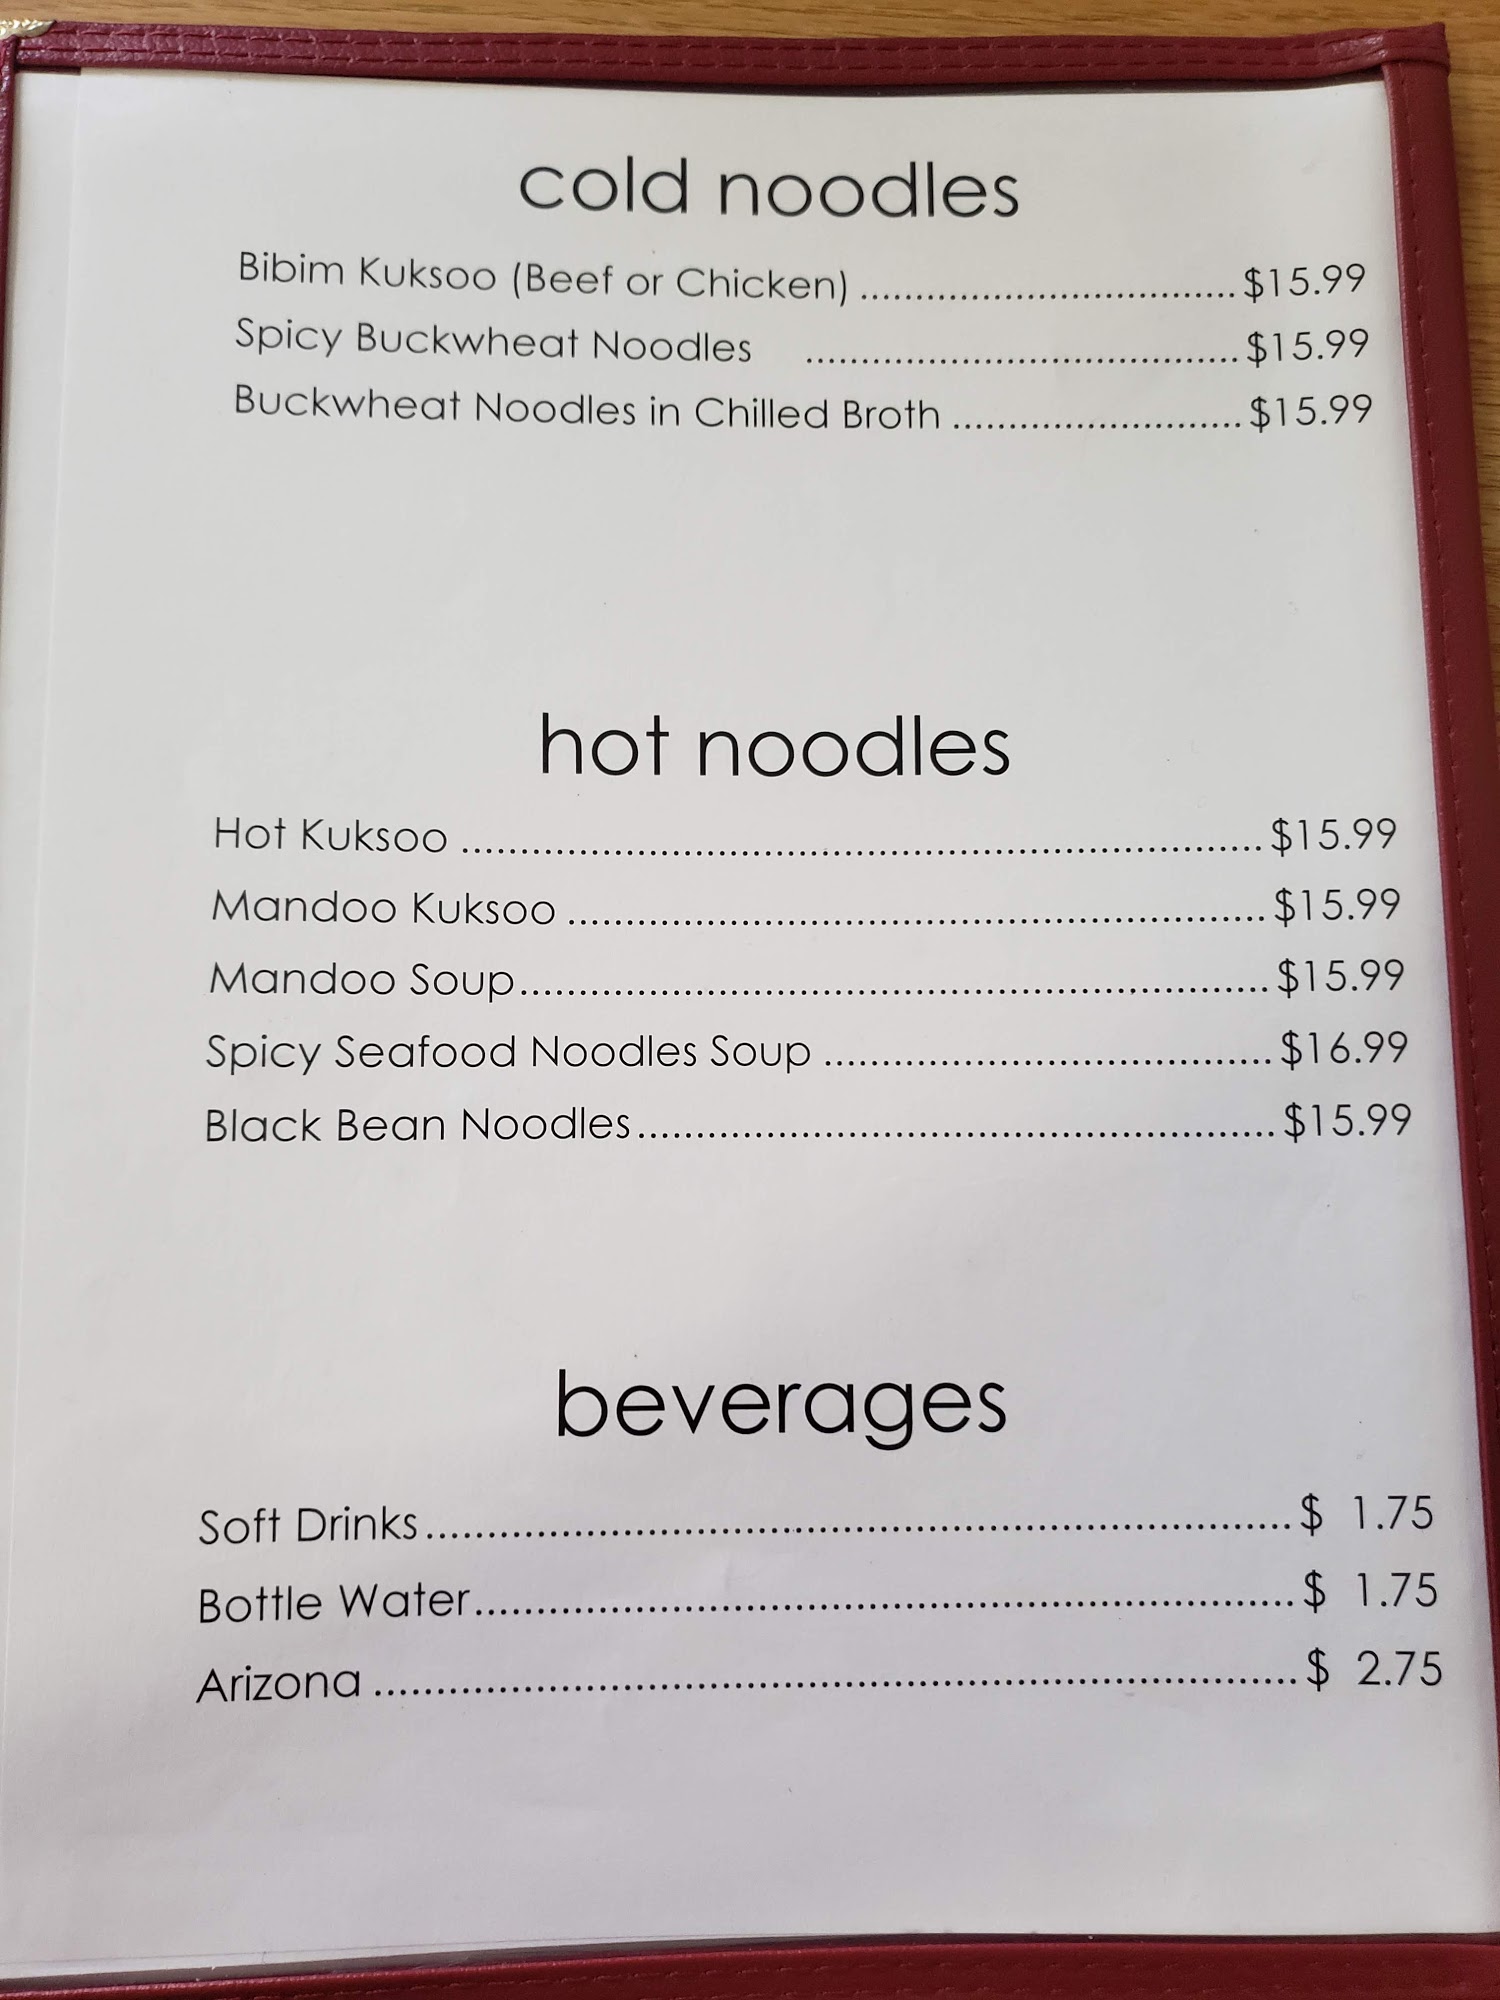 cold noodles
Bibim Kuksoo (Beef or Chicken) .................................. $15.99
Spicy Buckwheat Noodles ....................................... $15.99
Buckwheat Noodles in Chilled Broth .......................... $15.99
hot noodles
Hot Kuksoo ........................................................................ $15.99
Mandoo Kuksoo ............................................................... $15.99
Mandoo Soup.................................................................... $15.99
Spicy Seafood Noodles Soup ........................................ $16.99
Black Bean Noodles......................................................... $15.99
beverages
Soft Drinks............................................................................ $ 1.75
Bottle Water........................................................................ $ 1.75
Arizona ................................................................................ $ 2.75